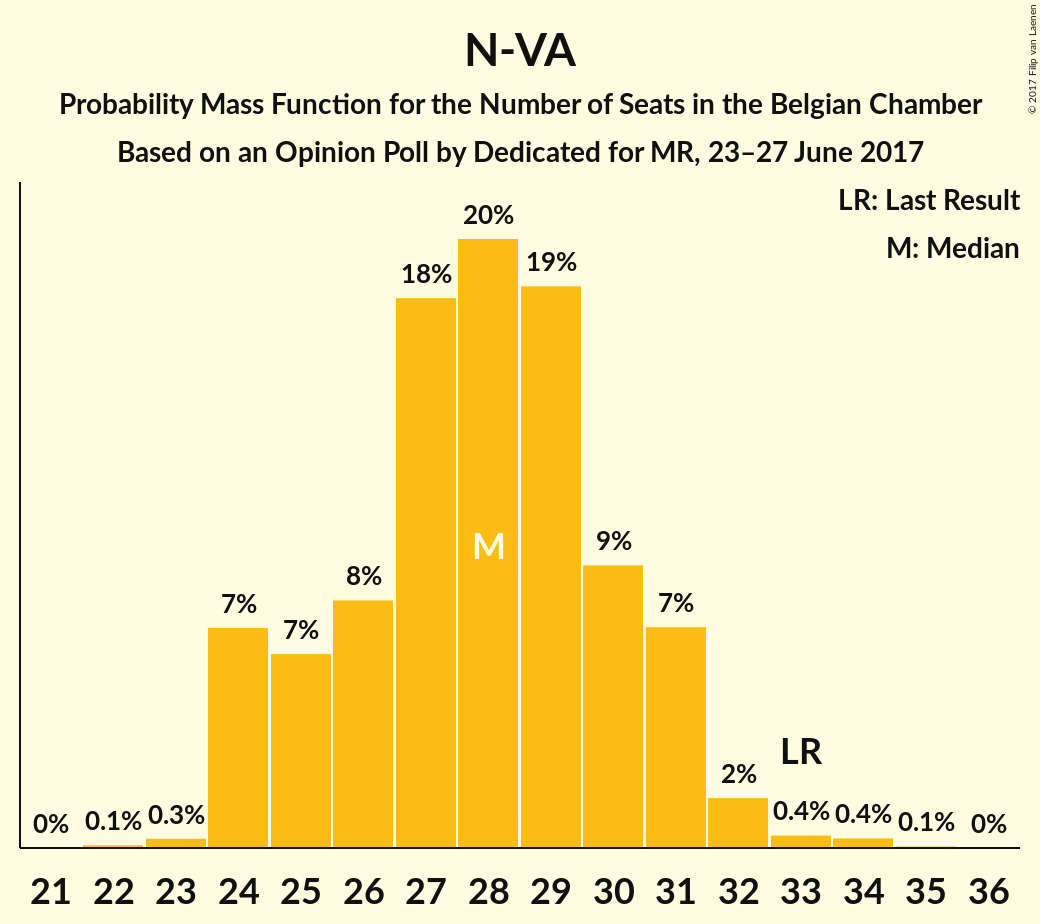 N-VA
Probability Mass Function for the Number of Seats in the Belgian Chamber
Based on an Opinion Poll by Dedicated for MR, 23–27 June 2017
© 2017 Filip van Laenen
LR: Last Result
M: Median
0% 0.1% 0.3% 7% 7% 8% 18% 20% 19% 9% 7% 2% 0.4% 0.4% 0.1% 0%
M
LR
21 22 23 24 25 26 27 28 29 30 31 32 33 34 35 36